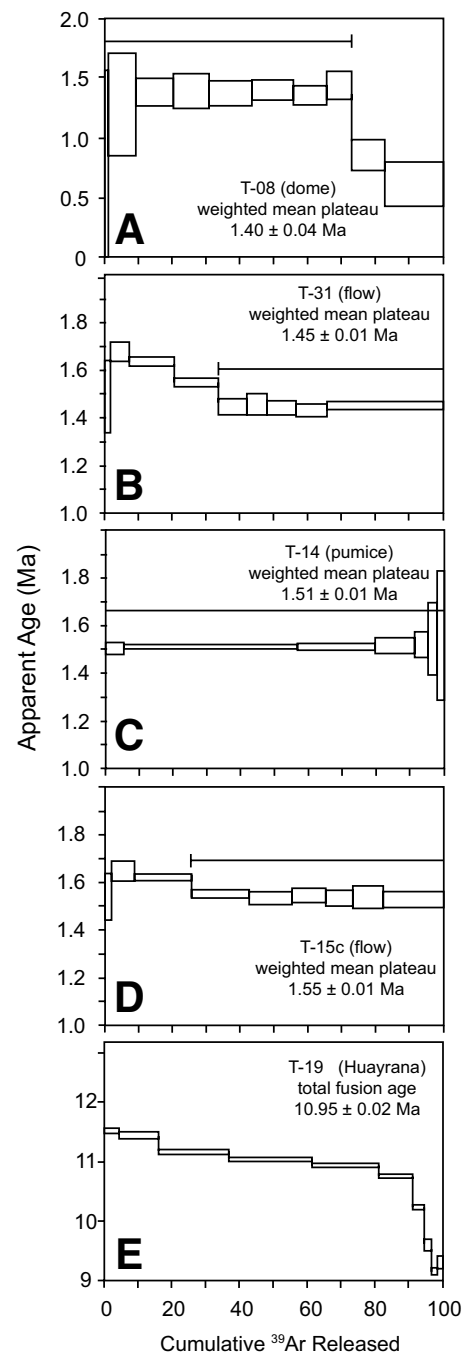 Apparent Age (Ma)
2.0
1.5
1.0
0.5
0
T-08 (dome)
weighted mean plateau
1.40 ± 0.04 Ma
A
1.8
1.6
1.4
1.2
1.0
T-31 (flow)
weighted mean plateau
1.45 ± 0.01 Ma
B
1.8
1.6
1.4
1.2
1.0
T-14 (pumice)
weighted mean plateau
1.51 ± 0.01 Ma
C
1.8
1.6
1.4
1.2
1.0
T-15c (flow)
weighted mean plateau
1.55 ± 0.01 Ma
D
12
11
10
9
T-19 (Huayrana)
total fusion age
10.95 ± 0.02 Ma
E
0 20 40 60 80 100
Cumulative ³⁹Ar Released